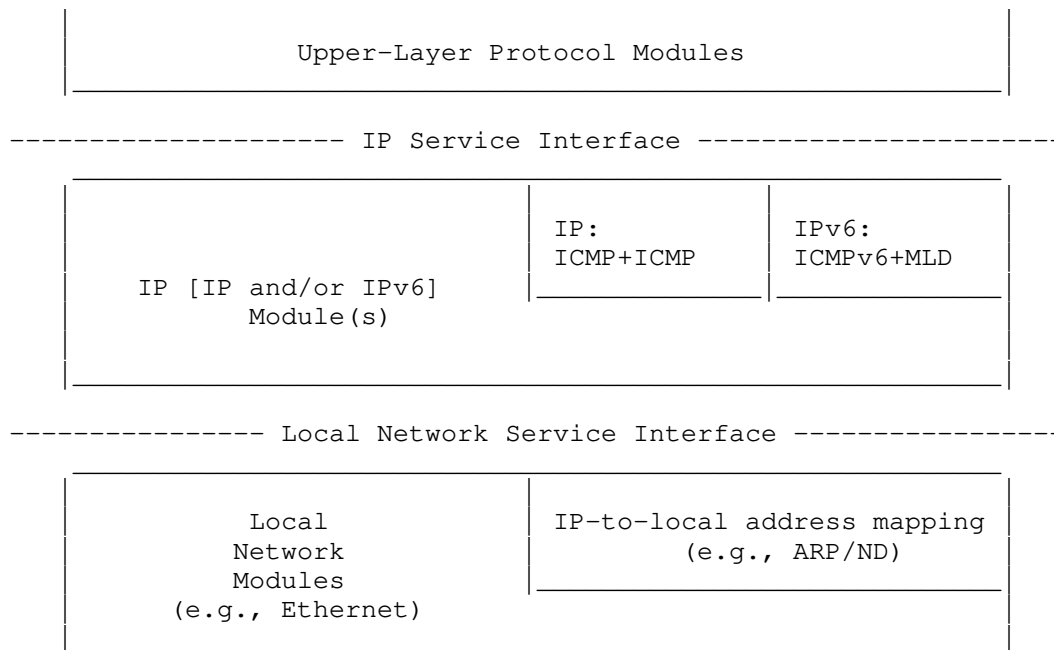 Upper-Layer Protocol Modules
IP Service Interface
IP:
ICMP+ICMP
IPv6:
ICMPv6+MLD
IP [IP and/or IPv6]
Module(s)
Local Network Service Interface
Local
Network
Modules
(e.g., Ethernet)
IP-to-local address mapping
(e.g., ARP/ND)